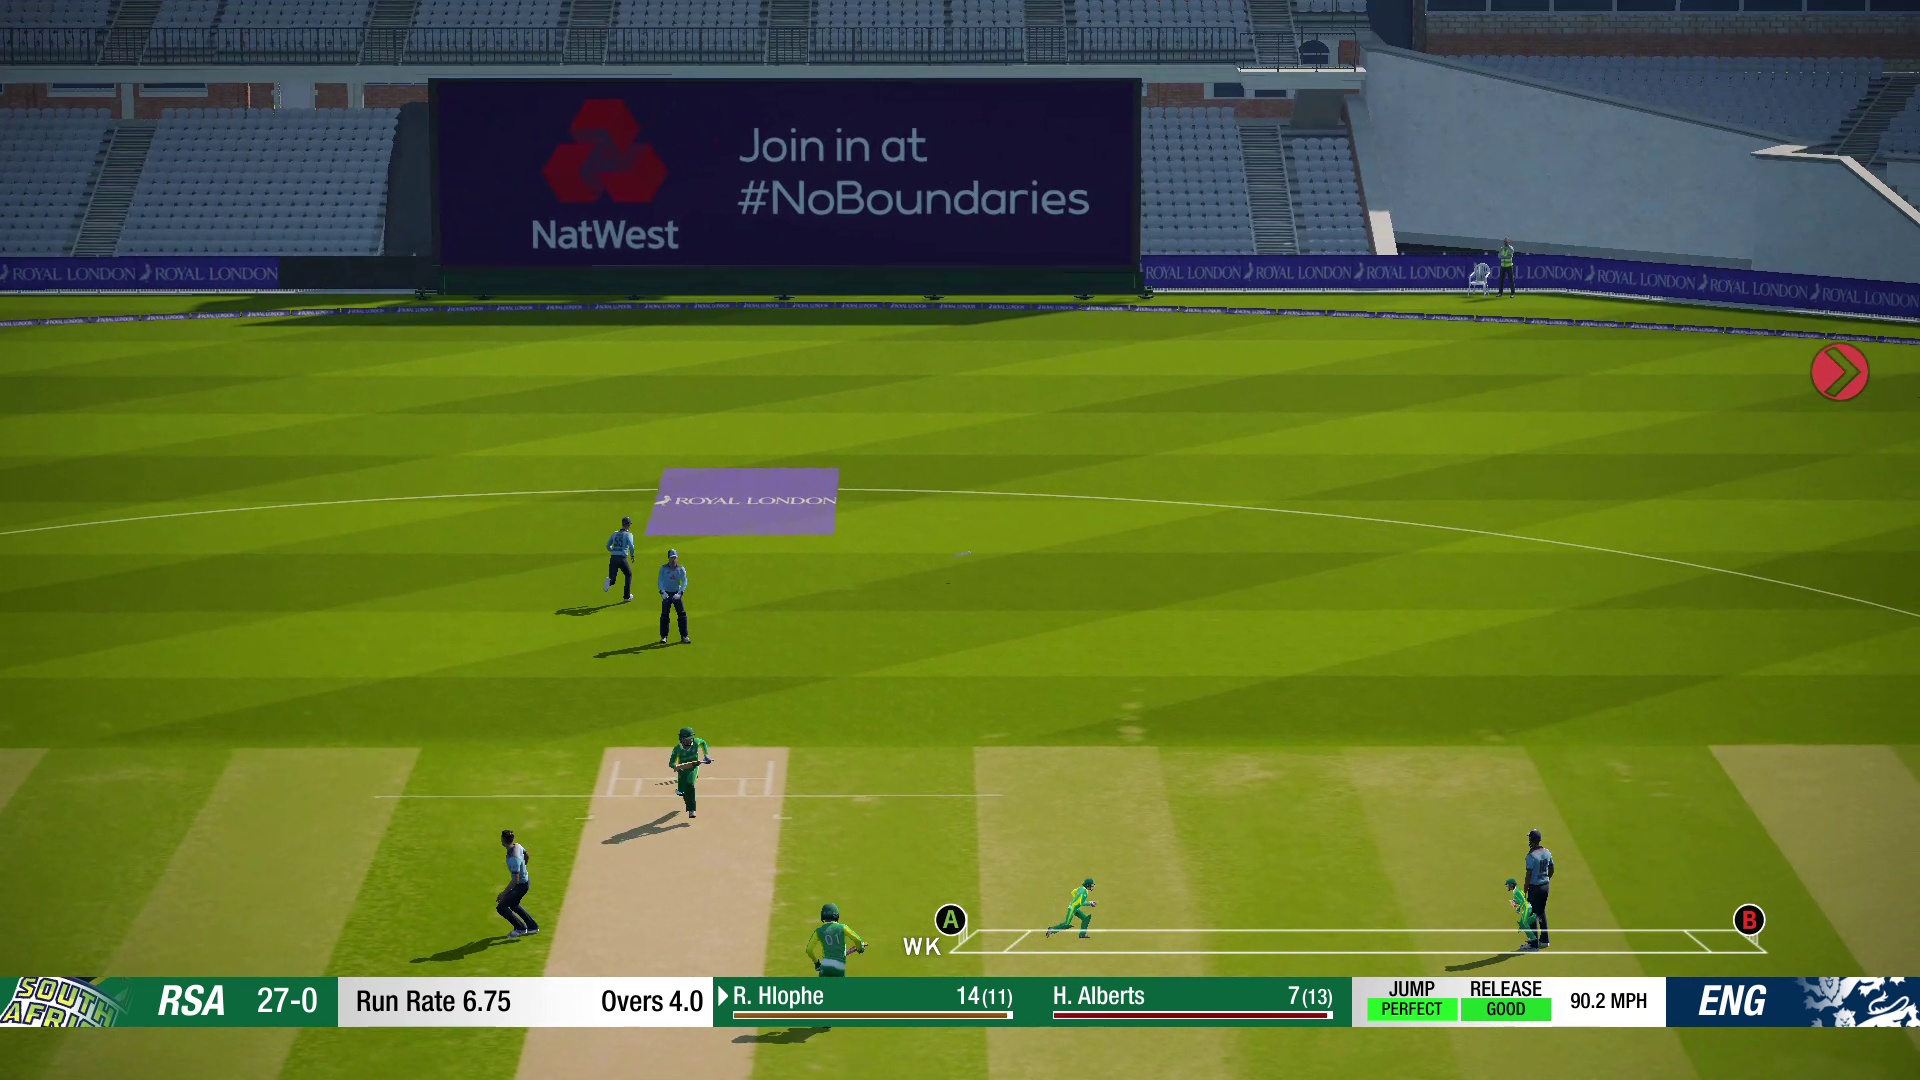 Join in at
#NoBoundaries
NatWest
ROYAL LONDON ROYAL LONDON
ROYAL LONDON ROYAL LONDON ROYAL LONDON LONDON ROYAL LONDON ROYAL LONDON ROYAL LONDON
ROYAL LONDON
01
A
B
WK
SOUTH
AFRI
RSA 27-0
Run Rate 6.75 Overs 4.0
R. Hlophe 14 (11)
H. Alberts 7 (13)
JUMP RELEASE
PERFECT GOOD
90.2 MPH
ENG